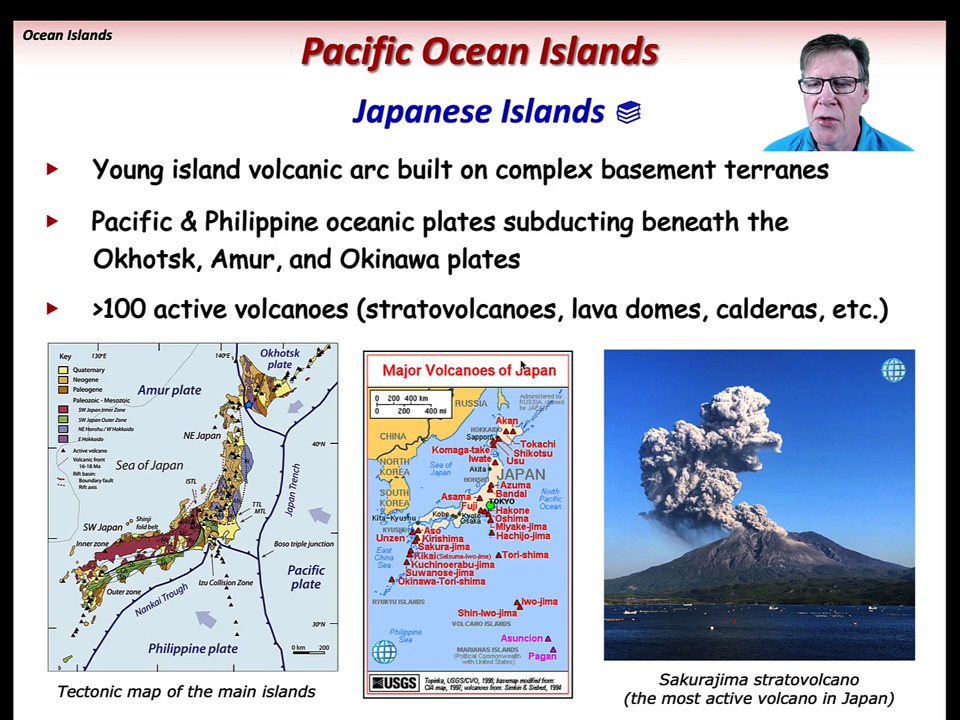 Ocean Islands
Pacific Ocean Islands
Japanese Islands
Young island volcanic arc built on complex basement terranes
Pacific & Philippine oceanic plates subducting beneath the
Okhotsk, Amur, and Okinawa plates
>100 active volcanoes (stratovolcanoes, lava domes, calderas, etc.)
Key
Quaternary
Neogene
Paleogene
Paleozoic - Mesozoic
SW Japan Inner Zone
SW Japan Outer Zone
NE Honshu / W Hokkaido
E Hokkaido
Active volcano
Volcanic front
16-18 Ma
Rift basin:
Boundary fault
Rift axis
130°E
140°E
Okhotsk
plate
Amur plate
NE Japan
40°N
Sea of Japan
Japan Trench
ISTL
TTL
MTL
SW Japan
Shinji
fold belt
Inner zone
Boso triple junction
Izu Collision Zone
Pacific
plate
Outer zone
Nankai Trough
30°N
Philippine plate
0 km 200
Tectonic map of the main islands
Major Volcanoes of Japan
0 200 400 km
0 200 400 mi
RUSSIA
Administered by
RUSSIA, claimed
by JAPAN
CHINA
Akan
HOKKAIDO
Sapporo
Tokachi
Shikotsu
Usu
Komaga-take
Iwate
NORTH
KOREA
Sea of
Japan
Akita
JAPAN
HONSHU
SOUTH
KOREA
Azuma
Bandai
North
Pacific
Ocean
Asama
Fuji
TOKYO
Kobe
Kyoto
Osaka
Hakone
Oshima
Miyake-jima
Hachijo-jima
Kita-Kyushu
KYUSHU
Unzen
Aso
Kirishima
Sakura-jima
East
China
Sea
Kikai (Satsuma-Iwo-jima)
Tori-shima
Kuchinoerabu-jima
Suwanose-jima
Okinawa-Tori-shima
RYUKYU ISLANDS
Iwo-jima
Shin-Iwo-jima
VOLCANO ISLANDS
Philippine
Sea
Asuncion
MARIANAS ISLANDS
(Political Commonwealth
with United States)
Pagan
USGS
Topinka, USGS/CVO, 1998; basemap modified from:
CIA map, 1997; volcanoes from: Simkin & Siebert, 1994
Sakurajima stratovolcano
(the most active volcano in Japan)